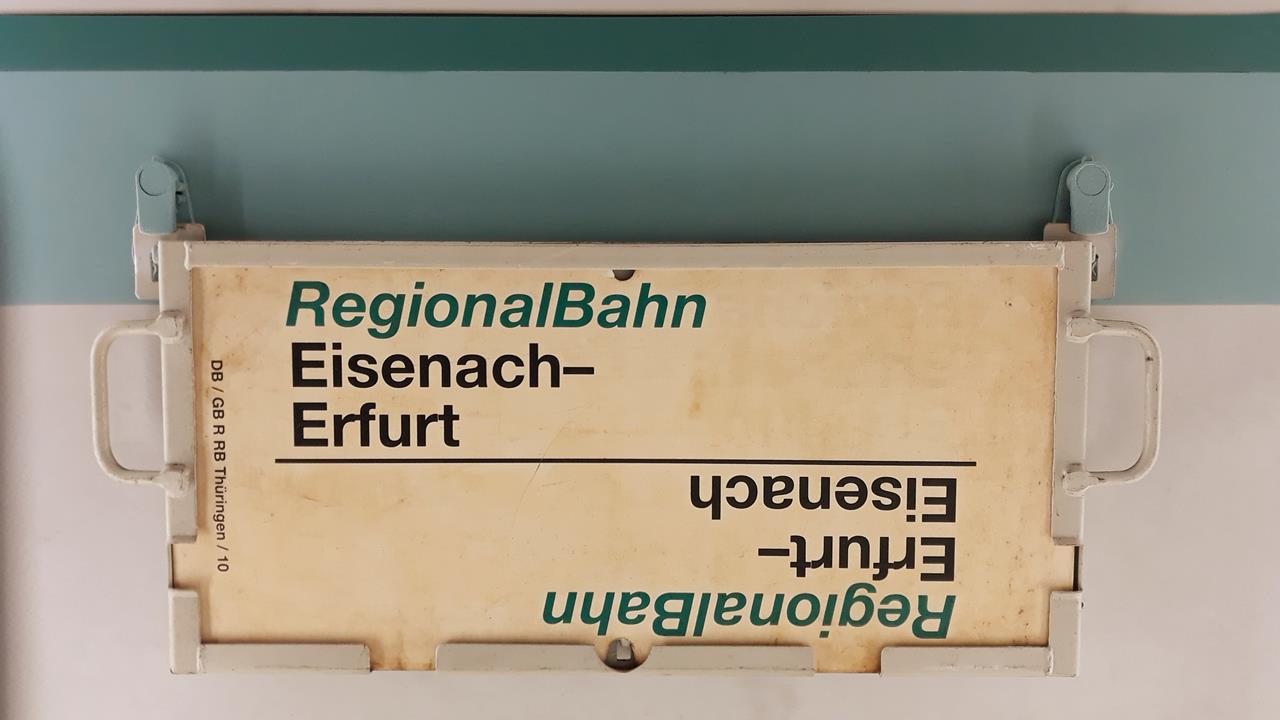 RegionalBahn
Eisenach–
Erfurt
DB / GB R RB Thüringen / 10
RegionalBahn
Erfurt–
Eisenach